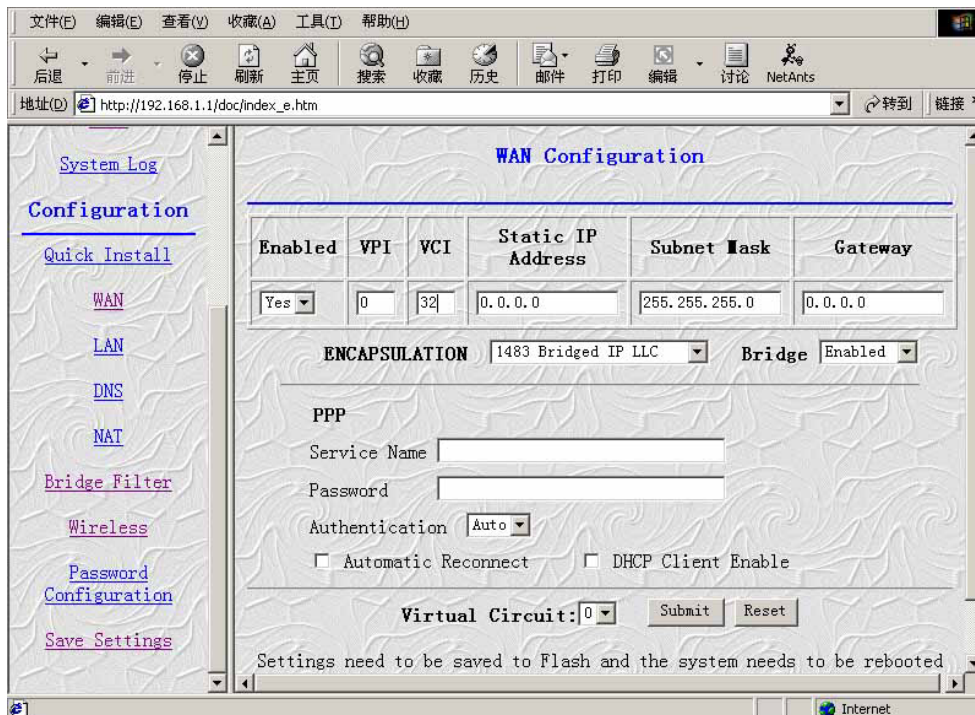 文件(F) 编辑(E) 查看(V) 收藏(A) 工具(T) 帮助(H)
后退 前进 停止 刷新 主页 搜索 收藏 历史 邮件 打印 编辑 讨论 NetAnts
地址(D) http://192.168.1.1/doc/index_e.htm 转到 链接
System Log
Configuration
Quick Install
WAN
LAN
DNS
NAT
Bridge Filter
Wireless
Password
Configuration
Save Settings
WAN Configuration
Enabled VPI VCI Static IP Address Subnet Mask Gateway
Yes 0 32 0.0.0.0 255.255.255.0 0.0.0.0
ENCAPSULATION 1483 Bridged IP LLC Bridge Enabled
PPP
Service Name
Password
Authentication Auto
Automatic Reconnect DHCP Client Enable
Virtual Circuit: 0 Submit Reset
Settings need to be saved to Flash and the system needs to be rebooted
Internet